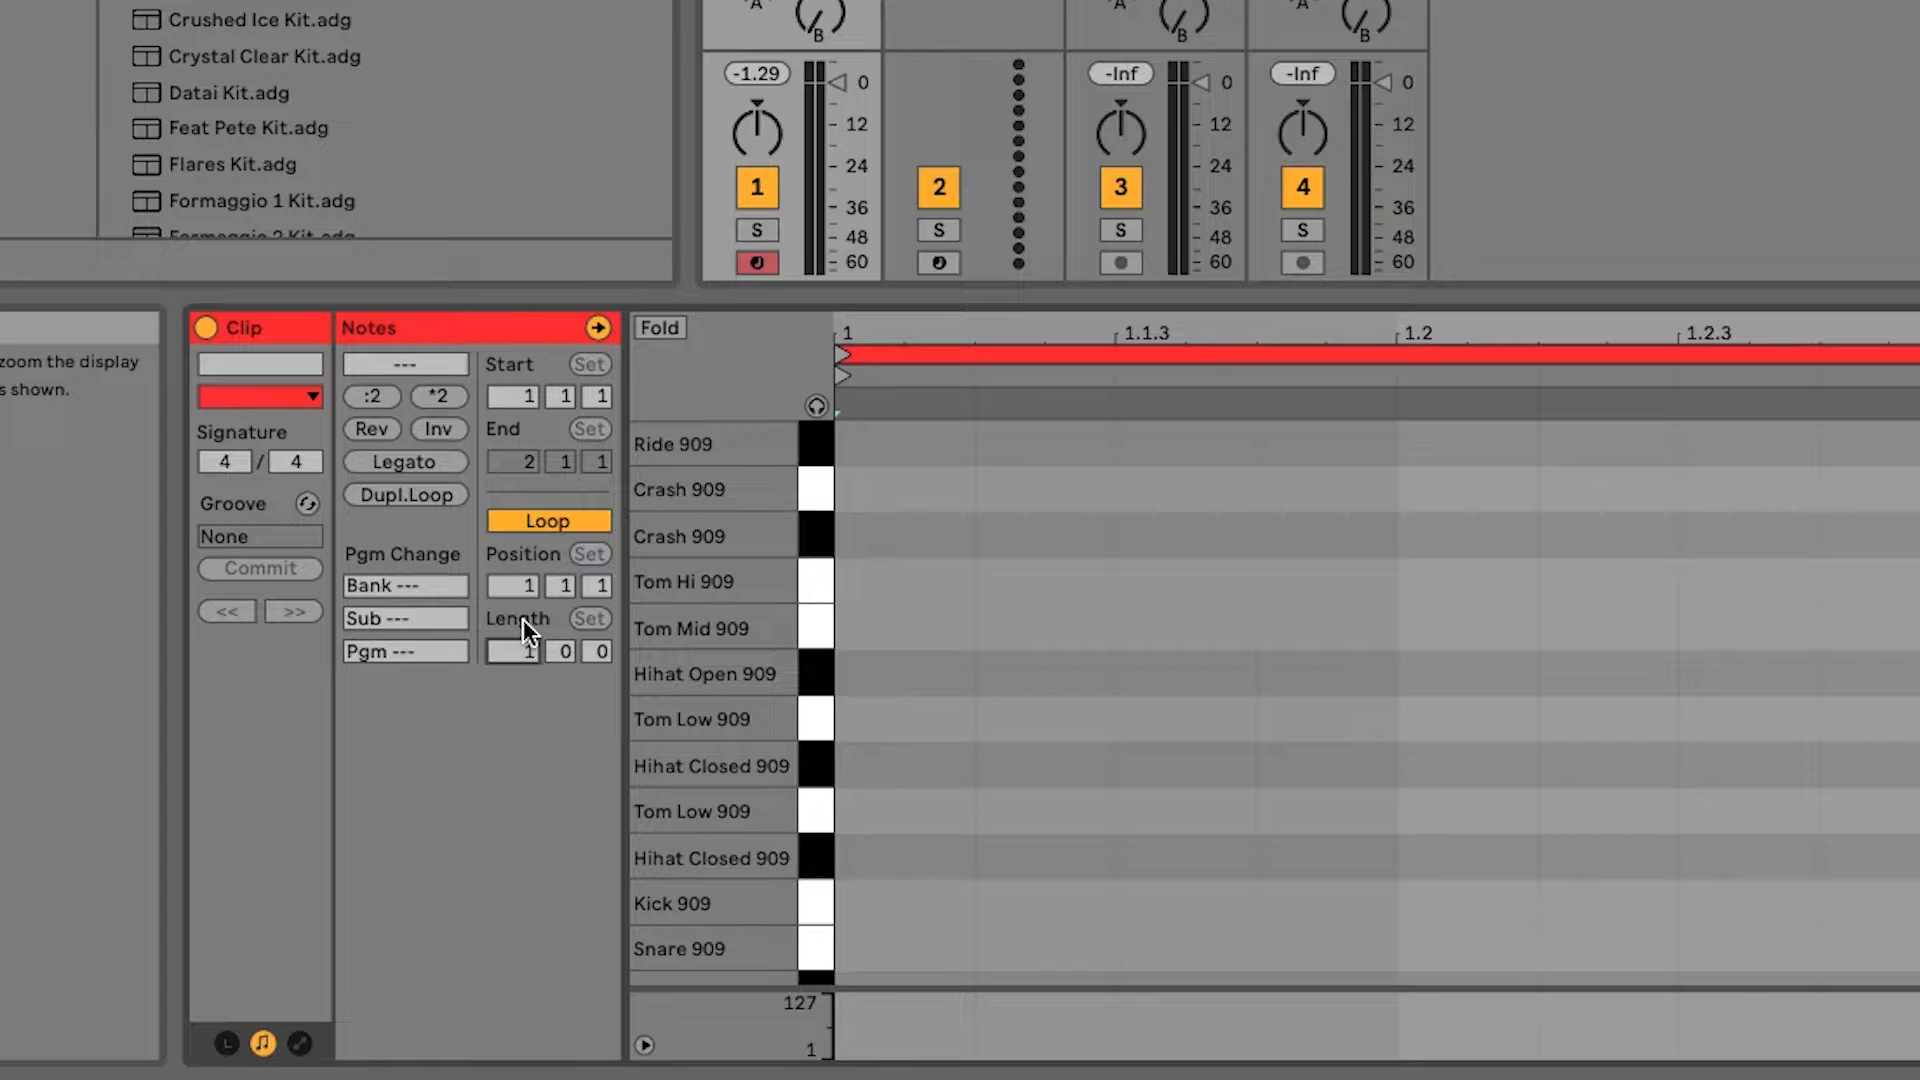 Crushed Ice Kit.adg
Crystal Clear Kit.adg
Datai Kit.adg
Feat Pete Kit.adg
Flares Kit.adg
Formaggio 1 Kit.adg
Formaggio 2 Kit.adg
A
B
-1.29
0
12
24
36
48
60
1
S
2
S
A
B
-Inf
0
12
24
36
48
60
3
S
A
B
-Inf
0
12
24
36
48
60
4
S
zoom the display
s shown.
Clip
Signature
4 / 4
Groove
None
Commit
<< >>
Notes
---
:2 *2
Rev Inv
Legato
Dupl.Loop
Pgm Change
Bank ---
Sub ---
Pgm ---
Start Set
1 1 1
End Set
2 1 1
Loop
Position Set
1 1 1
Length Set
1 0 0
Fold
1 1.1.3 1.2 1.2.3
Ride 909
Crash 909
Crash 909
Tom Hi 909
Tom Mid 909
Hihat Open 909
Tom Low 909
Hihat Closed 909
Tom Low 909
Hihat Closed 909
Kick 909
Snare 909
127
1
L